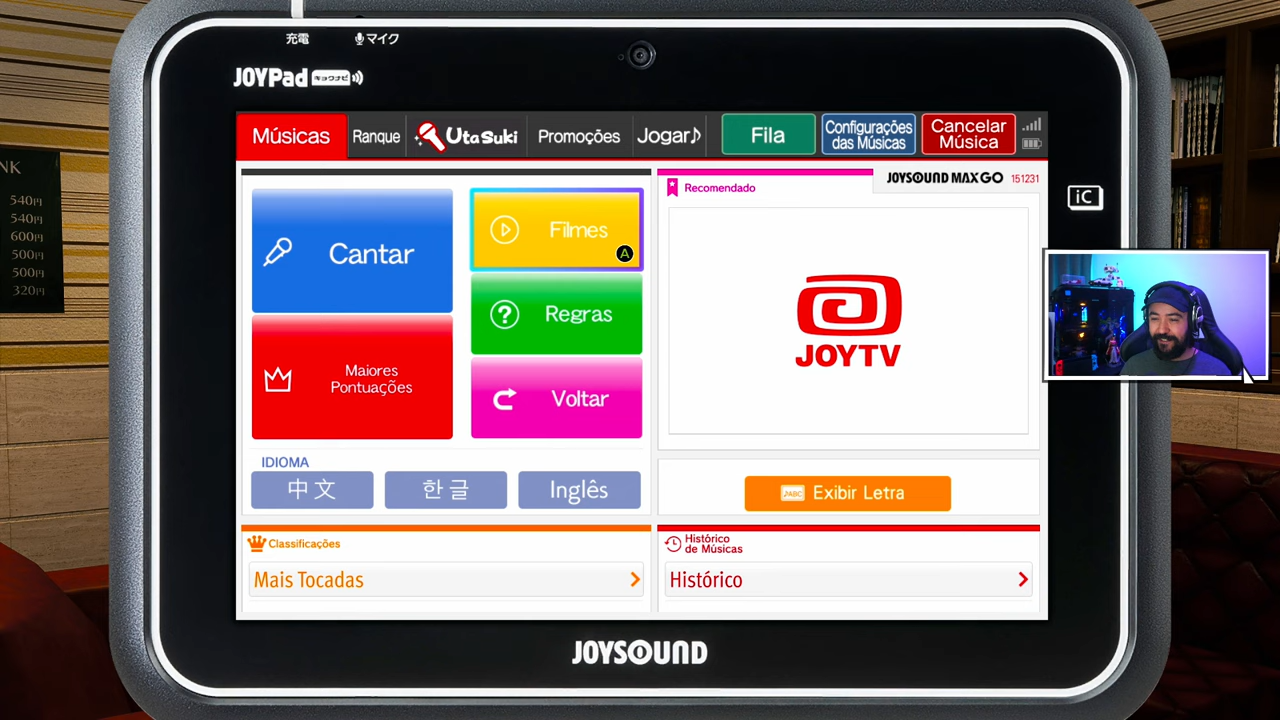 充電
マイク
JOYPad キョクナビ
Músicas
Ranque
UtaSuki
Promoções
Jogar♪
Fila
Configurações
das Músicas
Cancelar
Música
NK
540円
540円
600円
500円
500円
320円
Cantar
Maiores
Pontuações
Filmes
A
Regras
Voltar
Recomendado
JOYSOUND MAX GO
151231
iC
JOYTV
IDIOMA
中文
한글
Inglês
♪ABC
Exibir Letra
Classificações
Mais Tocadas
Histórico
de Músicas
Histórico
JOYSOUND